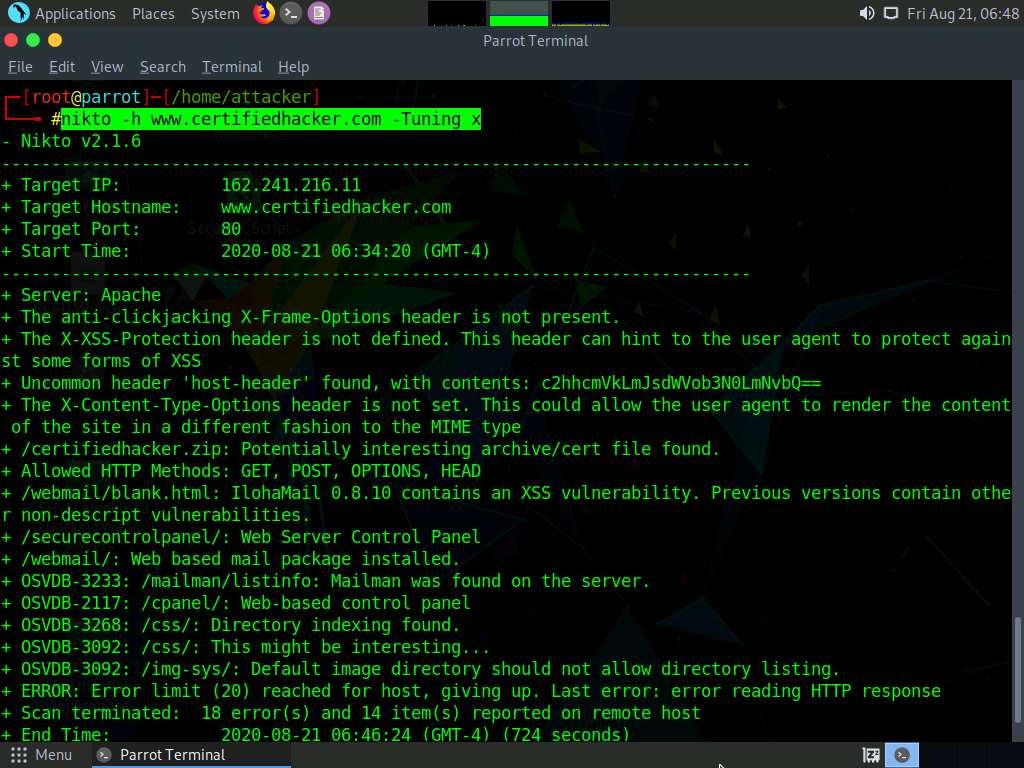 Applications Places System Fri Aug 21, 06:48
Parrot Terminal
File Edit View Search Terminal Help
┌─[root@parrot]─[/home/attacker]
└──╼ #nikto -h www.certifiedhacker.com -Tuning x
- Nikto v2.1.6
---------------------------------------------------------------------------
+ Target IP:          162.241.216.11
+ Target Hostname:    www.certifiedhacker.com
+ Target Port:        80
+ Start Time:         2020-08-21 06:34:20 (GMT-4)
---------------------------------------------------------------------------
+ Server: Apache
+ The anti-clickjacking X-Frame-Options header is not present.
+ The X-XSS-Protection header is not defined. This header can hint to the user agent to protect again
st some forms of XSS
+ Uncommon header 'host-header' found, with contents: c2hhcmVkLmJsdWVob3N0LmNvbQ==
+ The X-Content-Type-Options header is not set. This could allow the user agent to render the content
 of the site in a different fashion to the MIME type
+ /certifiedhacker.zip: Potentially interesting archive/cert file found.
+ Allowed HTTP Methods: GET, POST, OPTIONS, HEAD
+ /webmail/blank.html: IlohaMail 0.8.10 contains an XSS vulnerability. Previous versions contain othe
r non-descript vulnerabilities.
+ /securecontrolpanel/: Web Server Control Panel
+ /webmail/: Web based mail package installed.
+ OSVDB-3233: /mailman/listinfo: Mailman was found on the server.
+ OSVDB-2117: /cpanel/: Web-based control panel
+ OSVDB-3268: /css/: Directory indexing found.
+ OSVDB-3092: /css/: This might be interesting...
+ OSVDB-3092: /img-sys/: Default image directory should not allow directory listing.
+ ERROR: Error limit (20) reached for host, giving up. Last error: error reading HTTP response
+ Scan terminated:  18 error(s) and 14 item(s) reported on remote host
+ End Time:           2020-08-21 06:46:24 (GMT-4) (724 seconds)
Menu Parrot Terminal